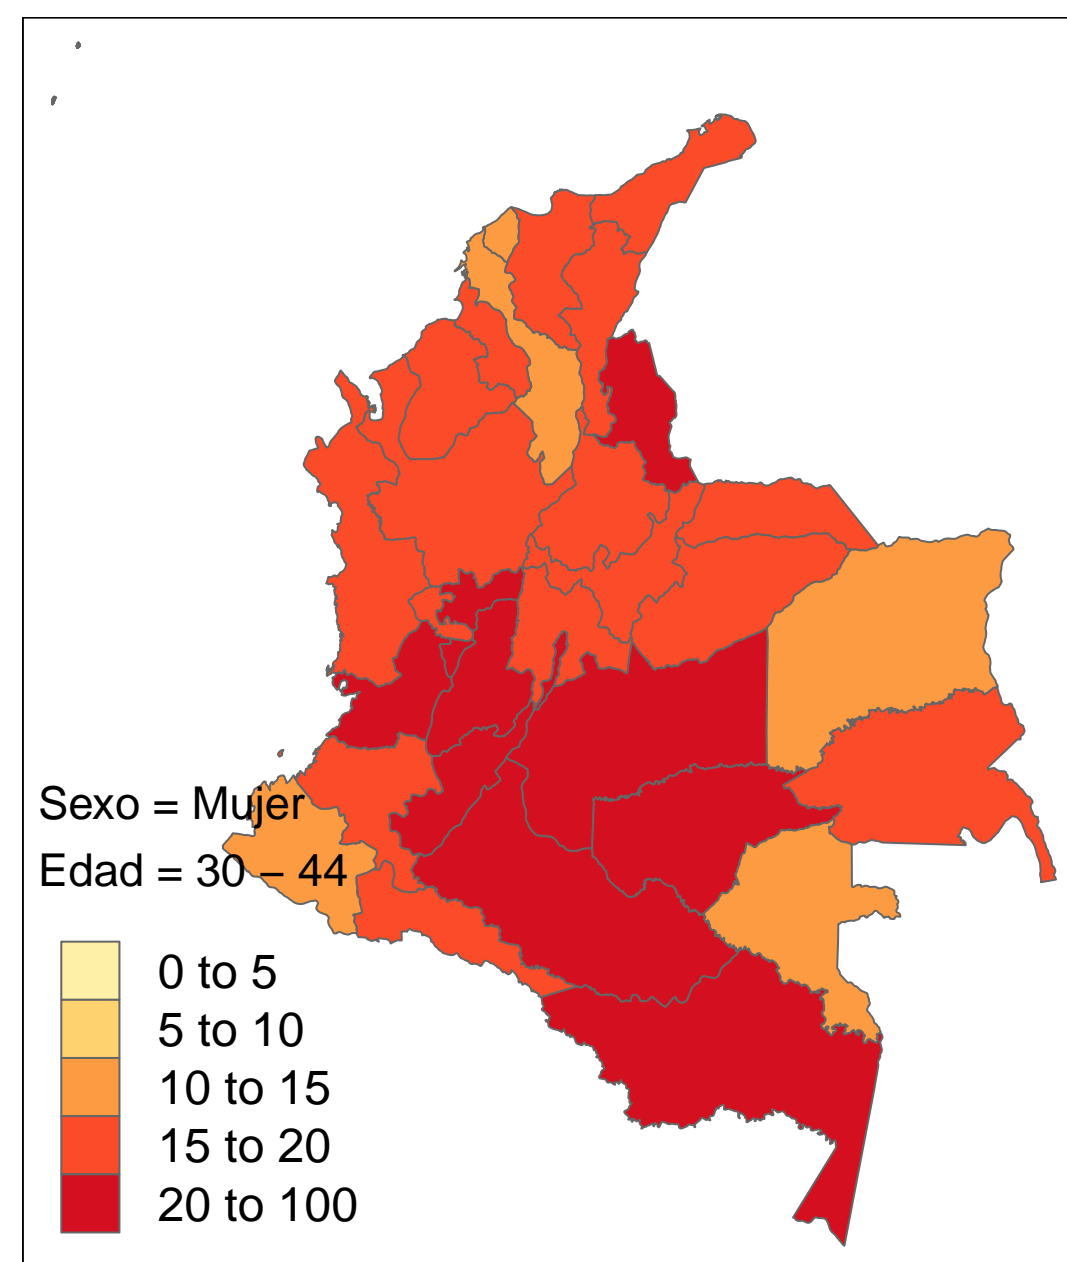 Sexo = Mujer
Edad = 30 – 44
0 to 5
5 to 10
10 to 15
15 to 20
20 to 100